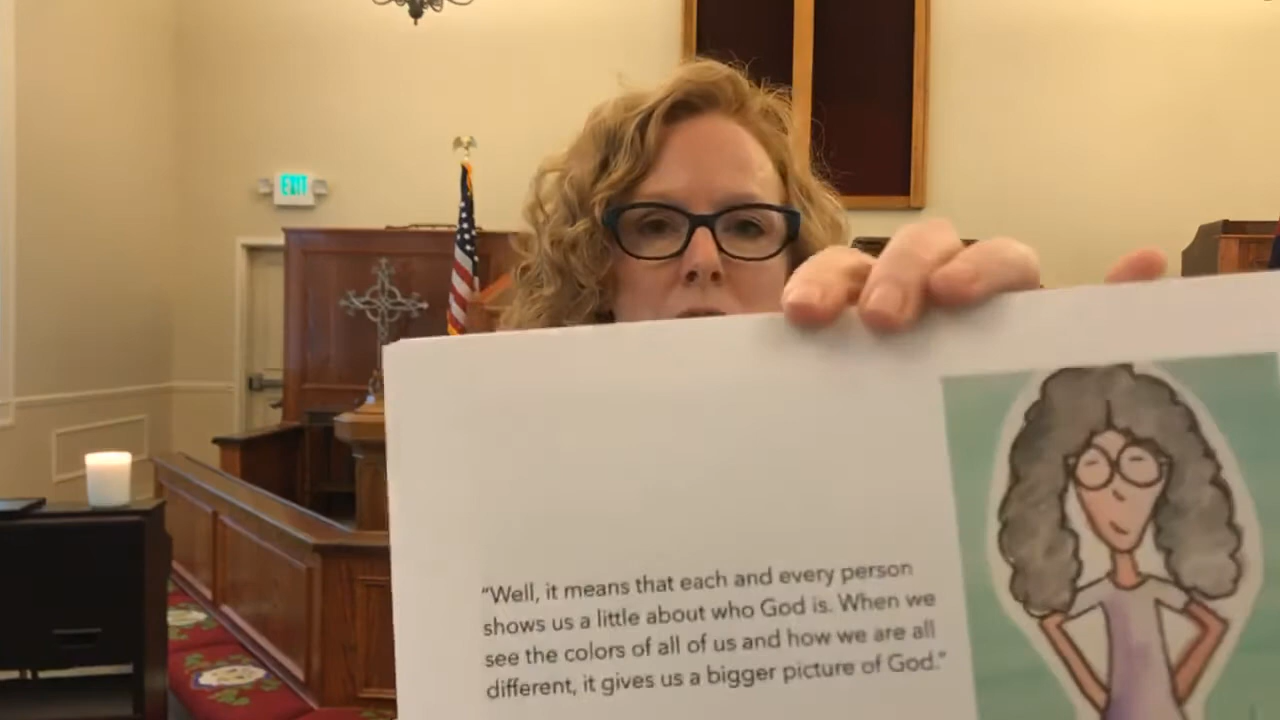 EXIT
"Well, it means that each and every person
shows us a little about who God is. When we
see the colors of all of us and how we are all
different, it gives us a bigger picture of God."